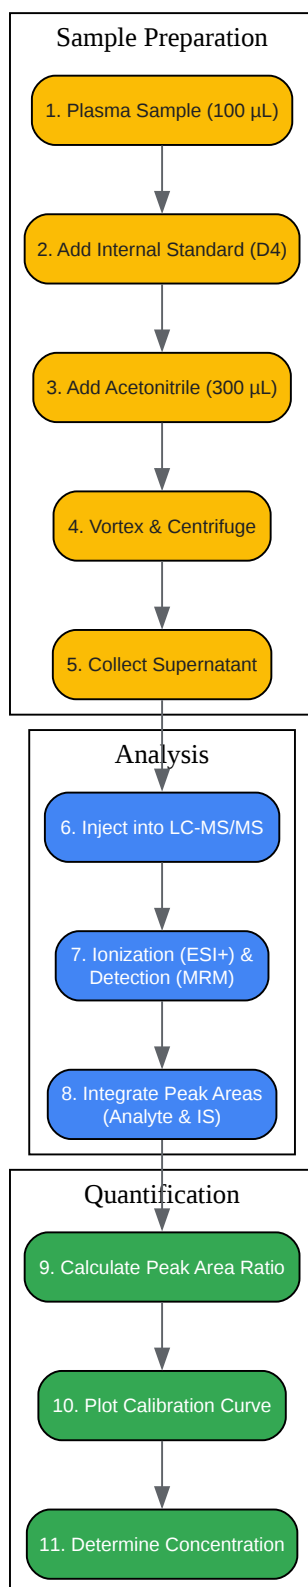 Sample Preparation
1. Plasma Sample (100 µL)
2. Add Internal Standard (D4)
3. Add Acetonitrile (300 µL)
4. Vortex & Centrifuge
5. Collect Supernatant
Analysis
6. Inject into LC-MS/MS
7. Ionization (ESI+) &
Detection (MRM)
8. Integrate Peak Areas
(Analyte & IS)
Quantification
9. Calculate Peak Area Ratio
10. Plot Calibration Curve
11. Determine Concentration